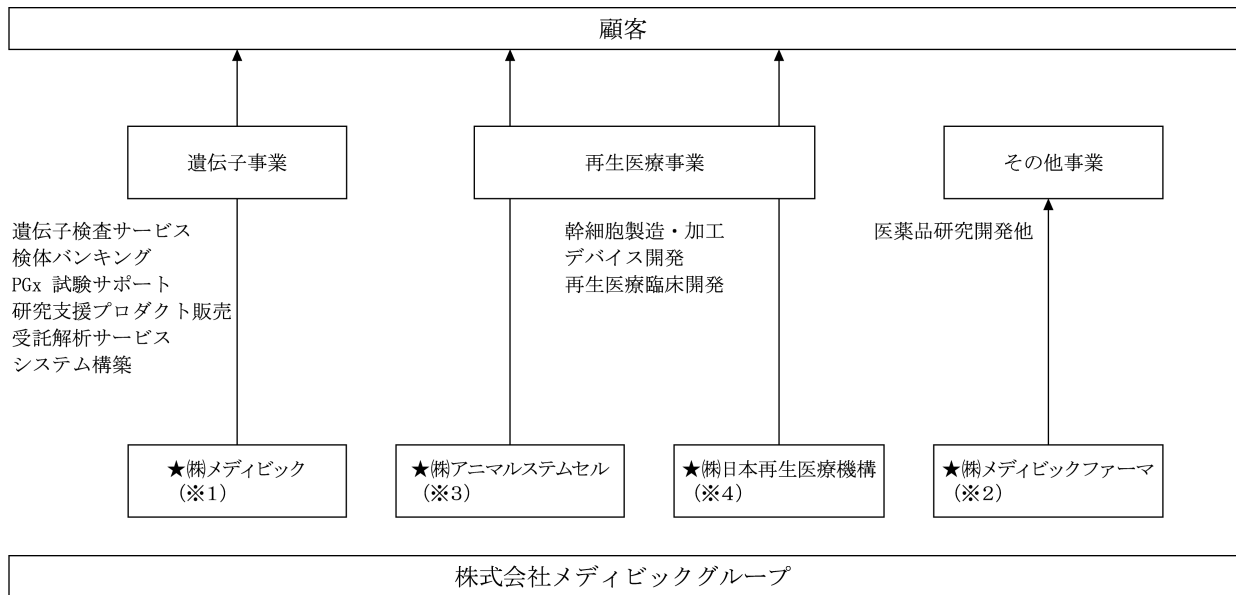 顧客
遺伝子事業
再生医療事業
その他事業
遺伝子検査サービス
検体バンキング
PGx 試験サポート
研究支援プロダクト販売
受託解析サービス
システム構築
幹細胞製造・加工
デバイス開発
再生医療臨床開発
医薬品研究開発他
★㈱メディビック
(※1)
★㈱アニマルステムセル
(※3)
★㈱日本再生医療機構
(※4)
★㈱メディビックファーマ
(※2)
株式会社メディビックグループ